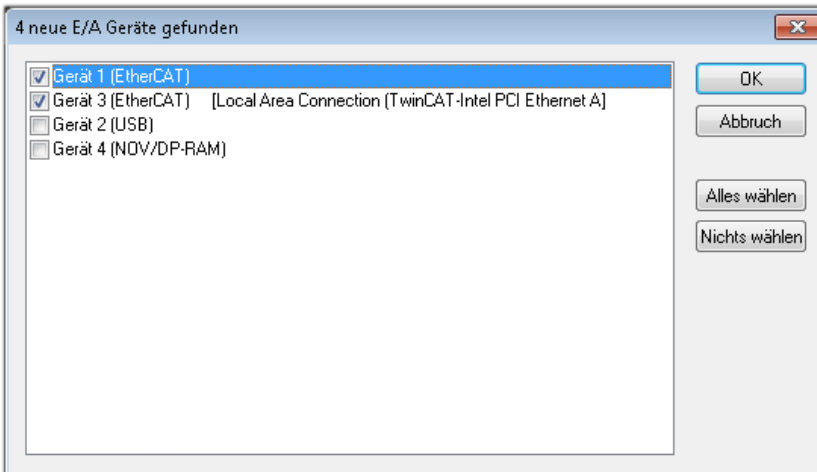 4 neue E/A Geräte gefunden
Gerät 1 (EtherCAT)
Gerät 3 (EtherCAT) [Local Area Connection (TwinCAT-Intel PCI Ethernet A]
Gerät 2 (USB)
Gerät 4 (NOV/DP-RAM)
OK
Abbruch
Alles wählen
Nichts wählen